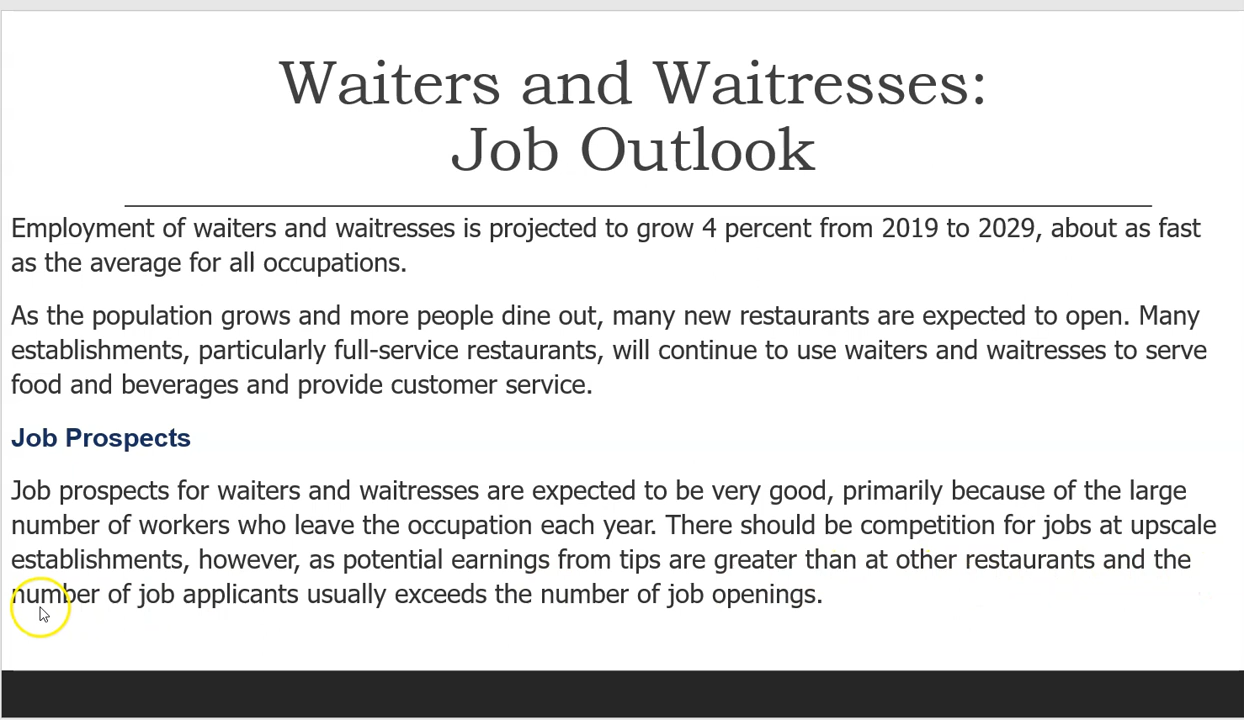 Waiters and Waitresses:
Job Outlook
Employment of waiters and waitresses is projected to grow 4 percent from 2019 to 2029, about as fast
as the average for all occupations.
As the population grows and more people dine out, many new restaurants are expected to open. Many
establishments, particularly full-service restaurants, will continue to use waiters and waitresses to serve
food and beverages and provide customer service.
Job Prospects
Job prospects for waiters and waitresses are expected to be very good, primarily because of the large
number of workers who leave the occupation each year. There should be competition for jobs at upscale
establishments, however, as potential earnings from tips are greater than at other restaurants and the
number of job applicants usually exceeds the number of job openings.